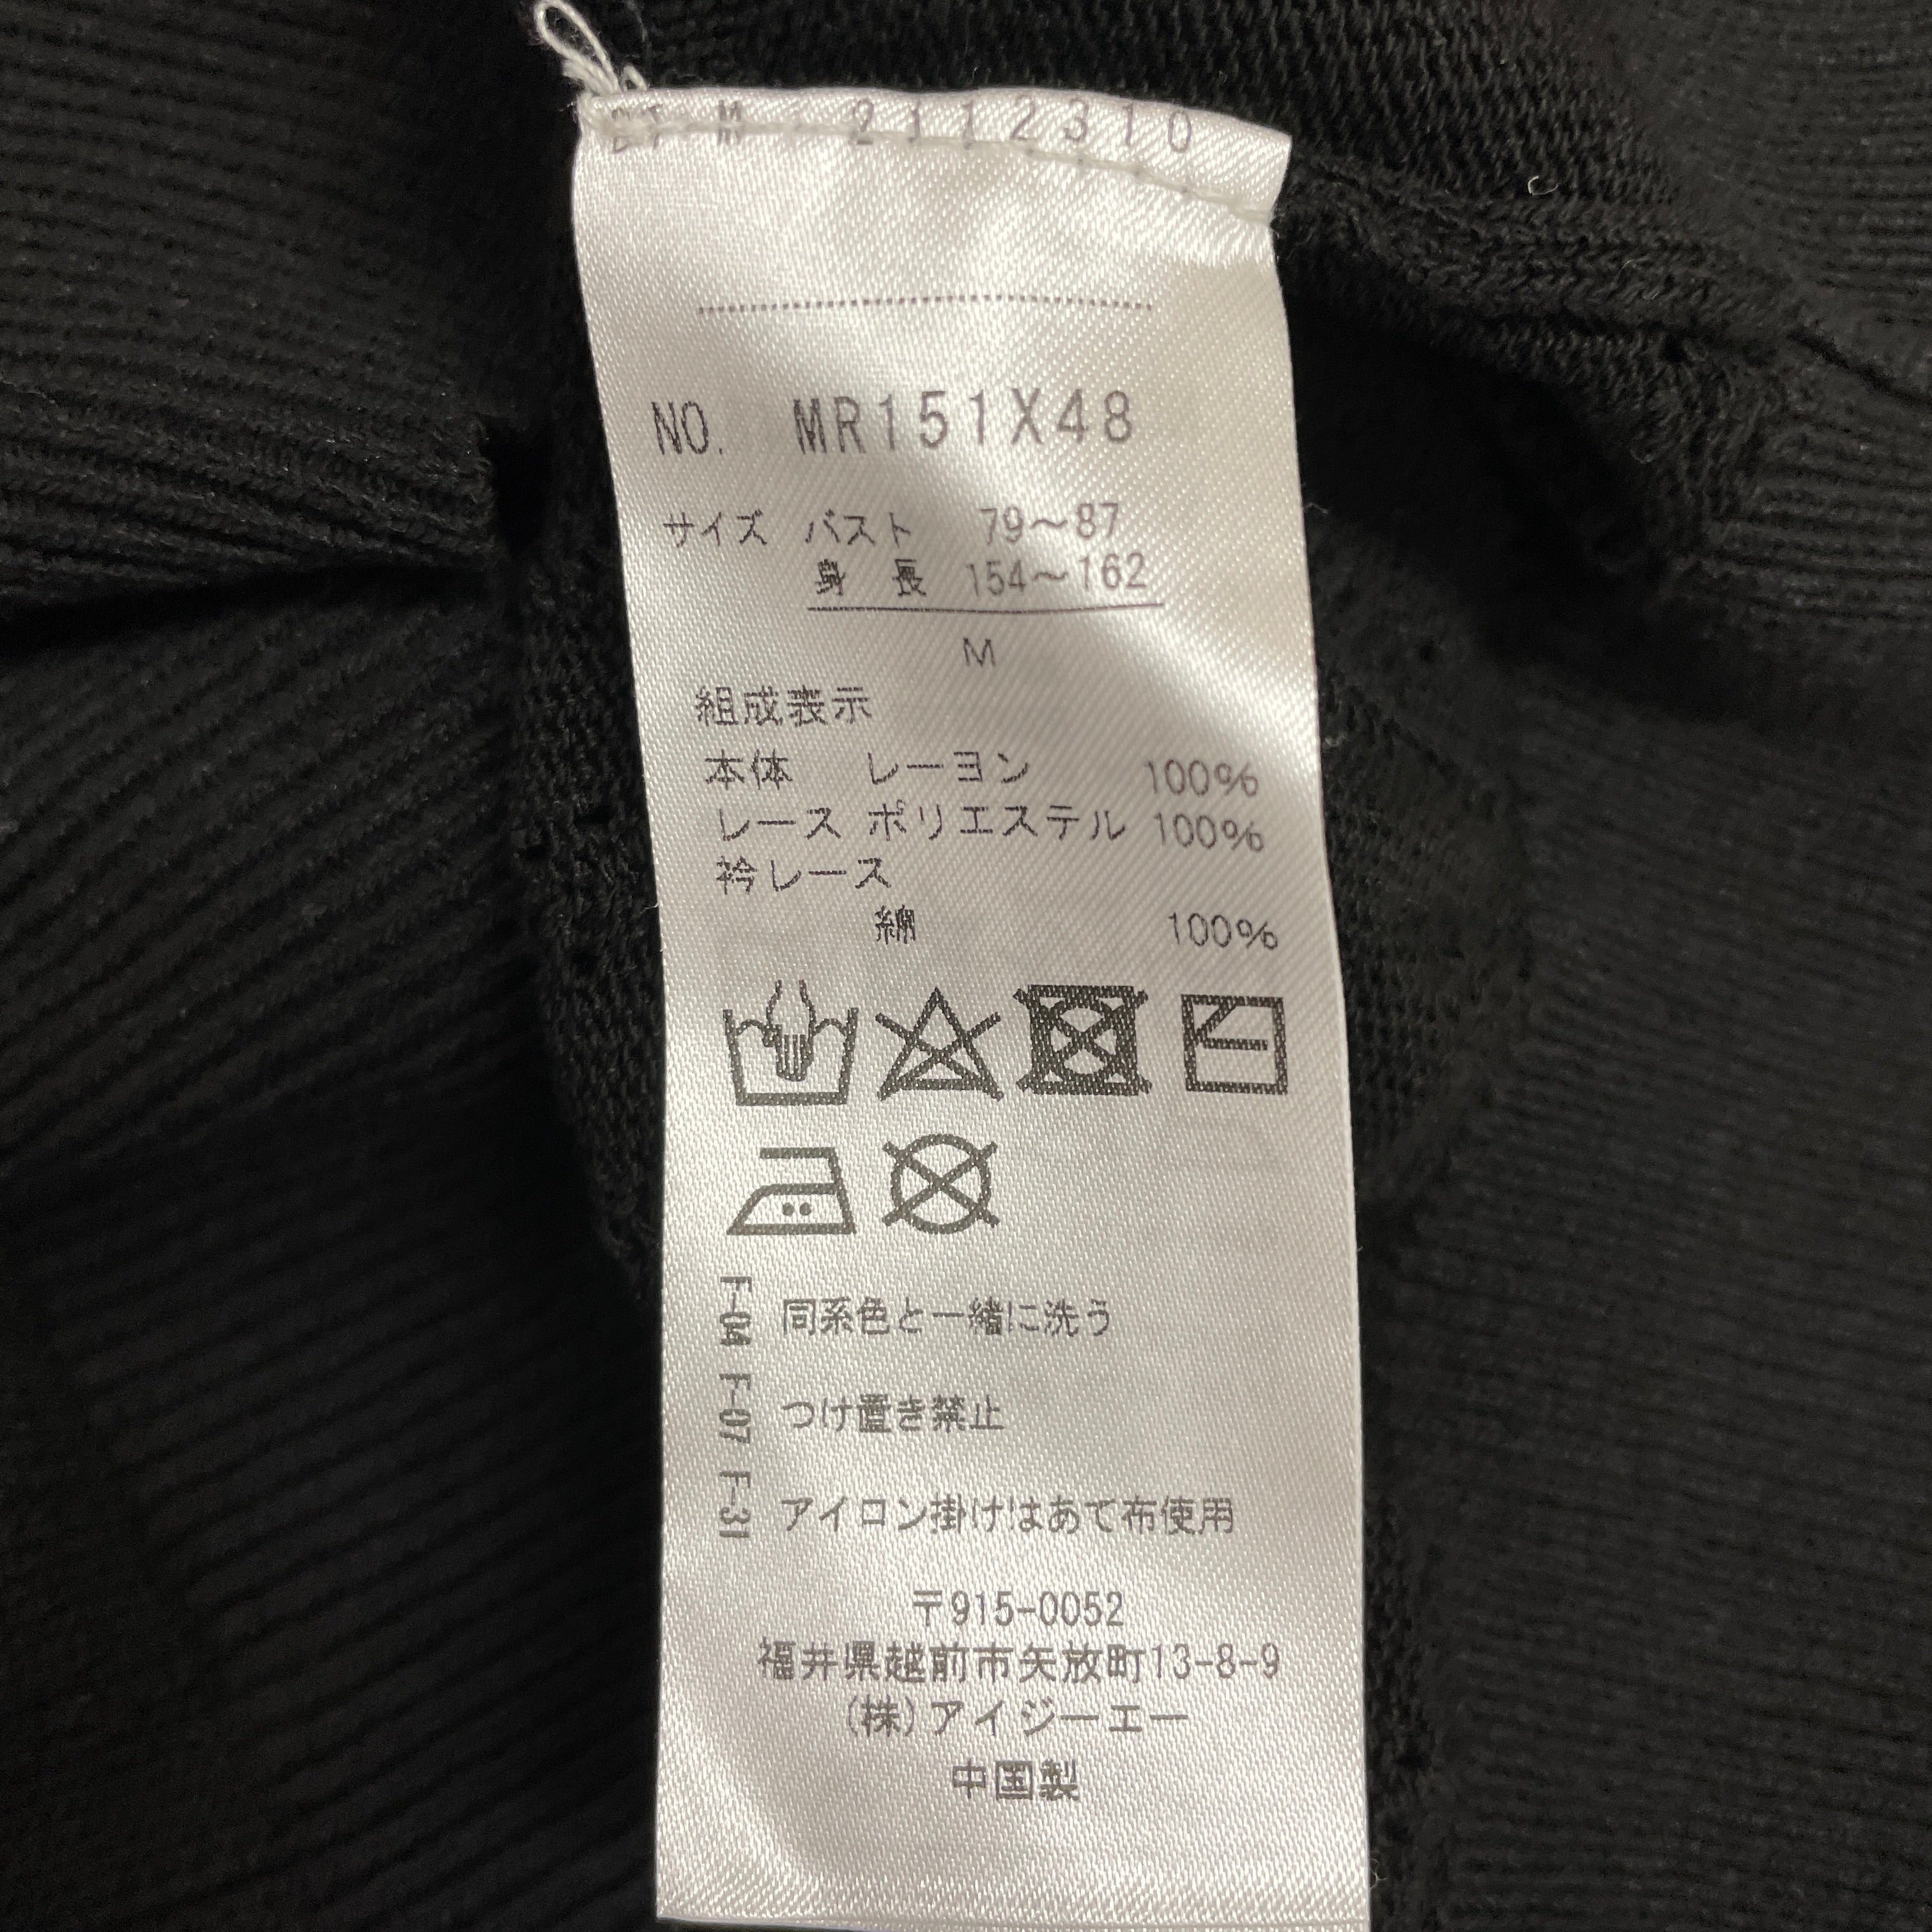 M 2112310
NO. MR151X48
サイズ バスト 79～87
身 長 154～162
M
組成表示
本体 レーヨン 100%
レース ポリエステル 100%
衿レース
綿 100%
F-04 同系色と一緒に洗う
F-07 つけ置き禁止
F-31 アイロン掛けはあて布使用
〒915-0052
福井県越前市矢放町13-8-9
(株)アイジーエー
中国製